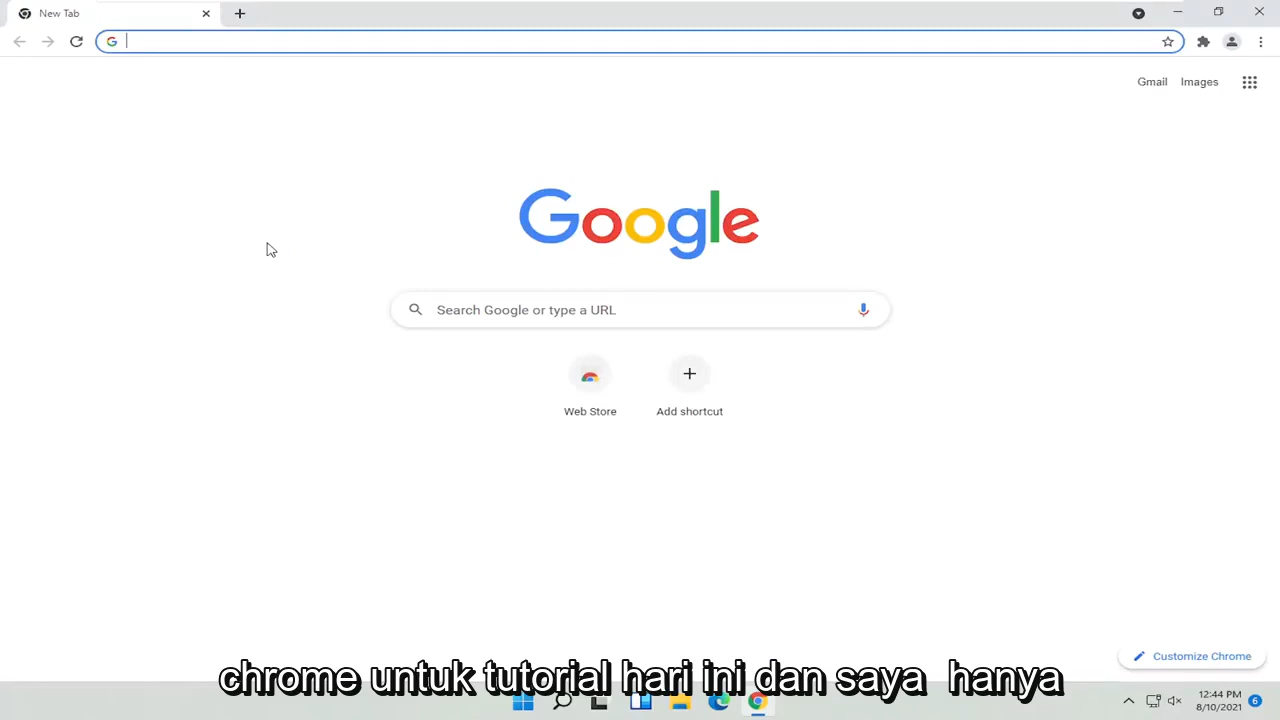 New Tab
Gmail Images
Google
Search Google or type a URL
Web Store Add shortcut
Customize Chrome
chrome untuk tutorial hari ini dan saya hanya
12:44 PM
8/10/2021
6